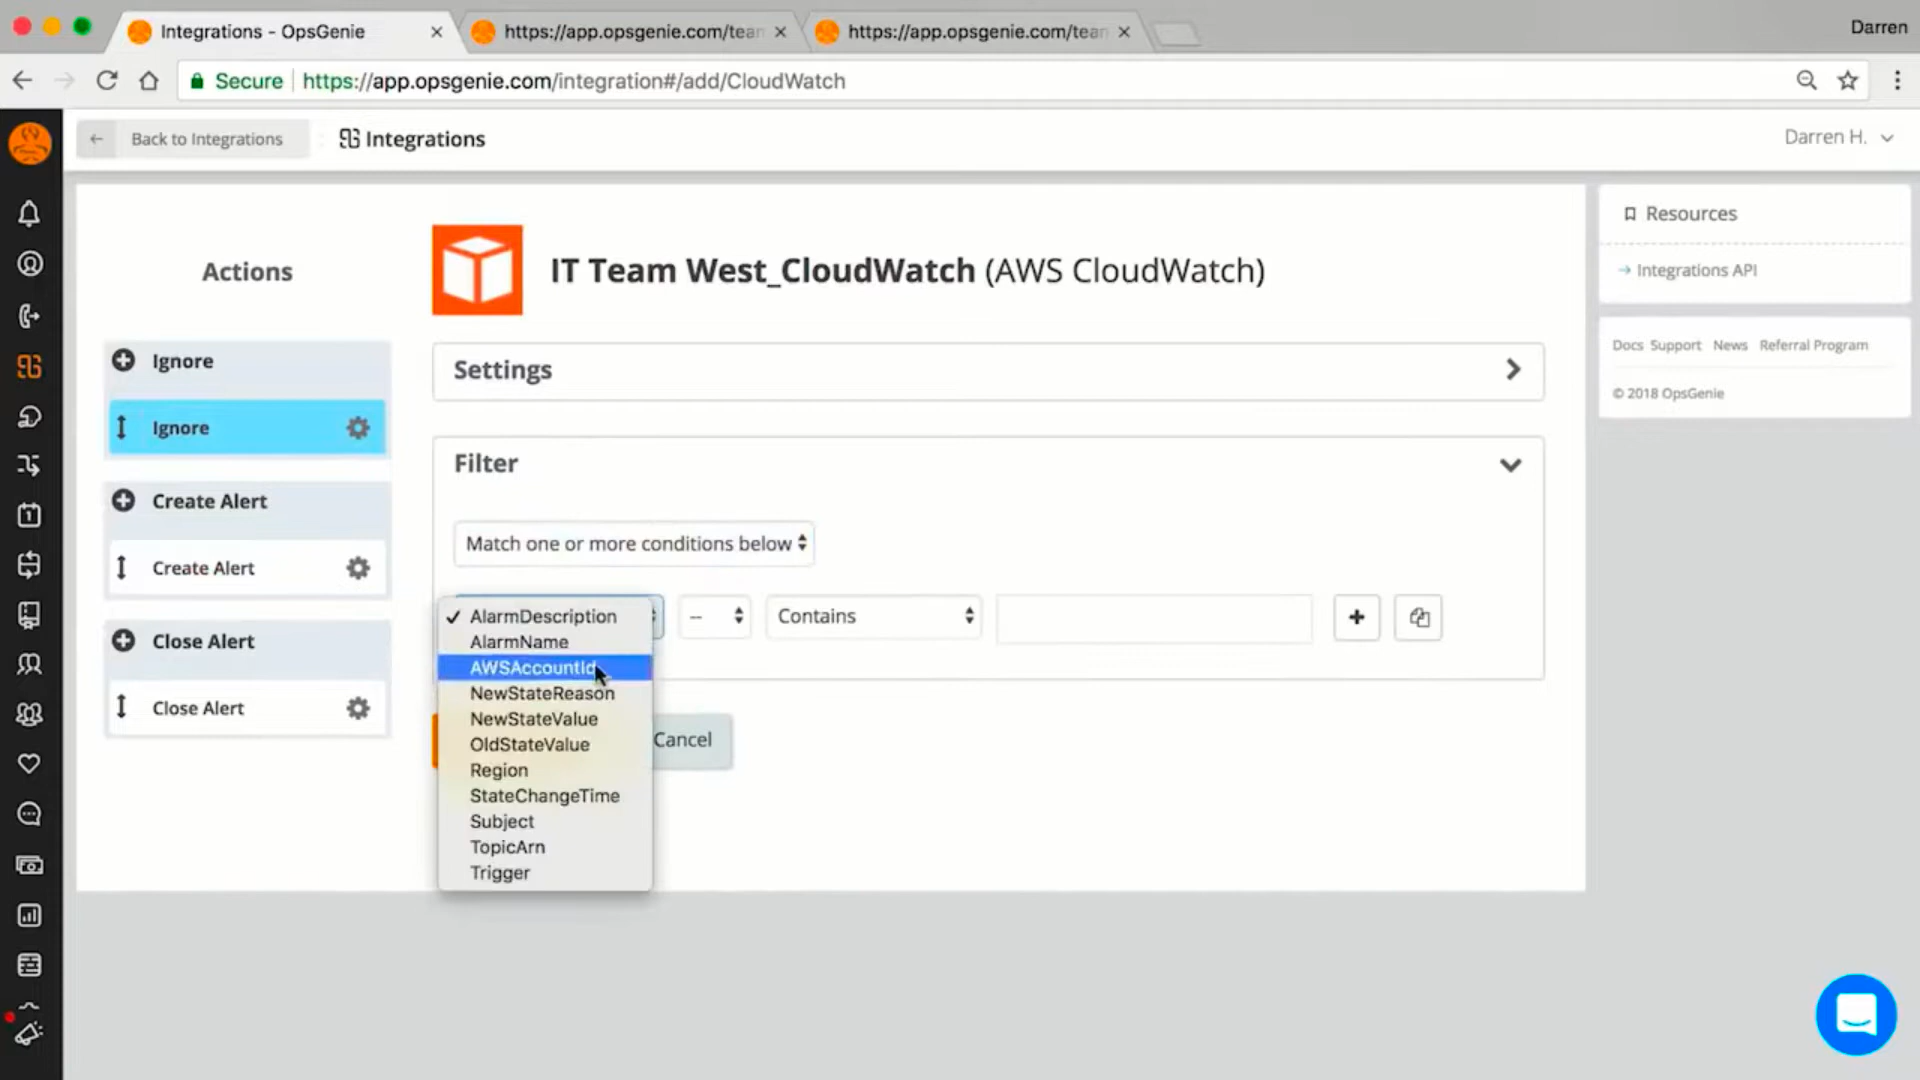 Integrations - OpsGenie
https://app.opsgenie.com/tear
https://app.opsgenie.com/tear
Darren
Secure
https://app.opsgenie.com/integration#/add/CloudWatch
Back to Integrations
Integrations
Darren H.
Actions
IT Team West_CloudWatch (AWS CloudWatch)
Resources
Integrations API
Ignore
Ignore
Create Alert
Create Alert
Close Alert
Close Alert
Settings
Filter
Match one or more conditions below
AlarmDescription
AlarmName
AWSAccountId
NewStateReason
NewStateValue
OldStateValue
Region
StateChangeTime
Subject
TopicArn
Trigger
--
Contains
Cancel
Docs Support News Referral Program
© 2018 OpsGenie
1